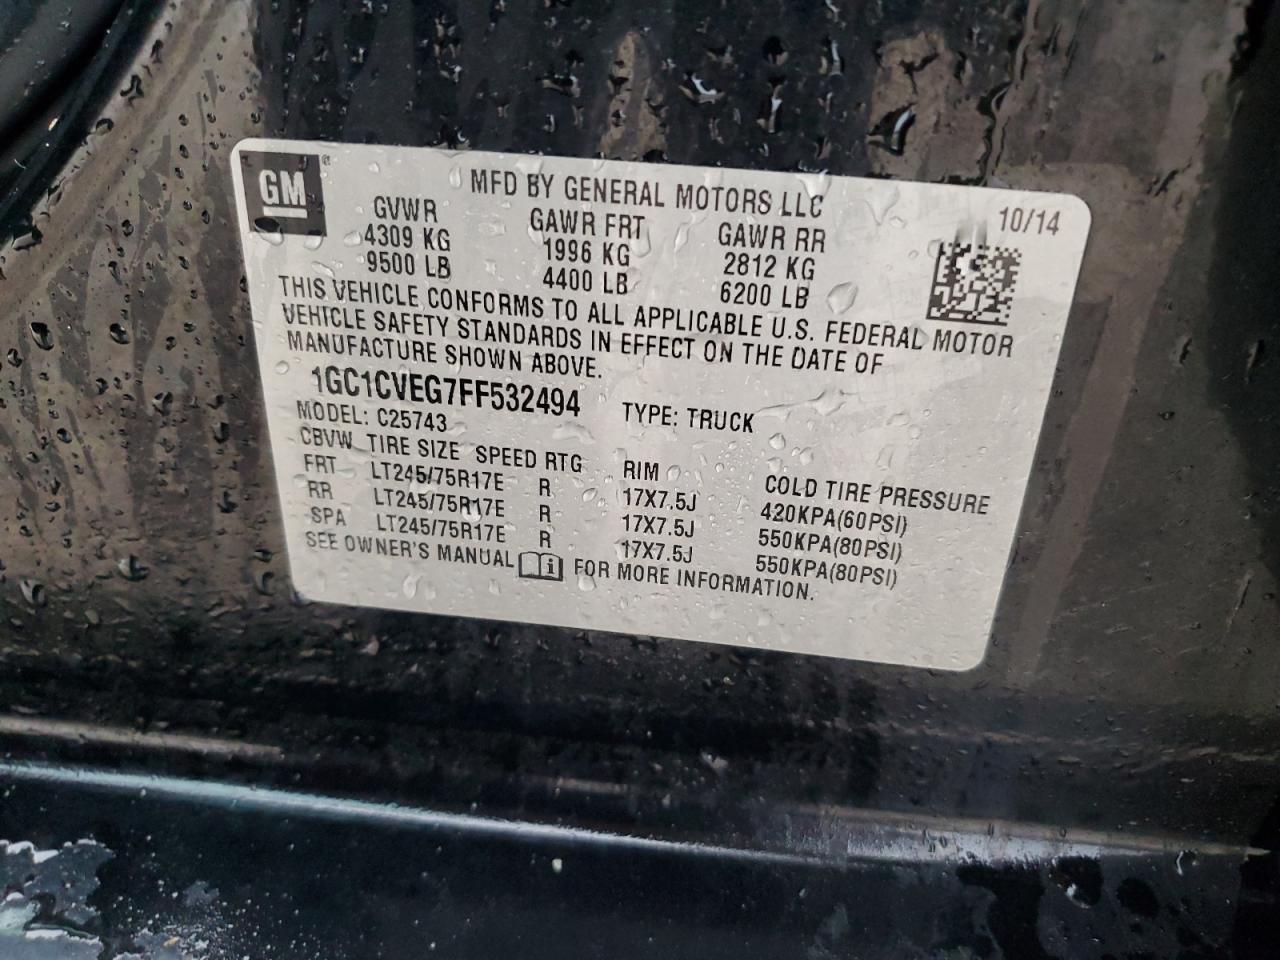 GM ® MFD BY GENERAL MOTORS LLC 10/14
GVWR GAWR FRT GAWR RR
4309 KG 1996 KG 2812 KG
9500 LB 4400 LB 6200 LB
THIS VEHICLE CONFORMS TO ALL APPLICABLE U.S. FEDERAL MOTOR
VEHICLE SAFETY STANDARDS IN EFFECT ON THE DATE OF
MANUFACTURE SHOWN ABOVE.
1GC1CVEG7FF532494 TYPE: TRUCK
MODEL: C25743
CBVW TIRE SIZE SPEED RTG RIM COLD TIRE PRESSURE
FRT LT245/75R17E R 17X7.5J 420KPA(60PSI)
RR LT245/75R17E R 17X7.5J 550KPA(80PSI)
SPA LT245/75R17E R 17X7.5J 550KPA(80PSI)
SEE OWNER'S MANUAL FOR MORE INFORMATION.